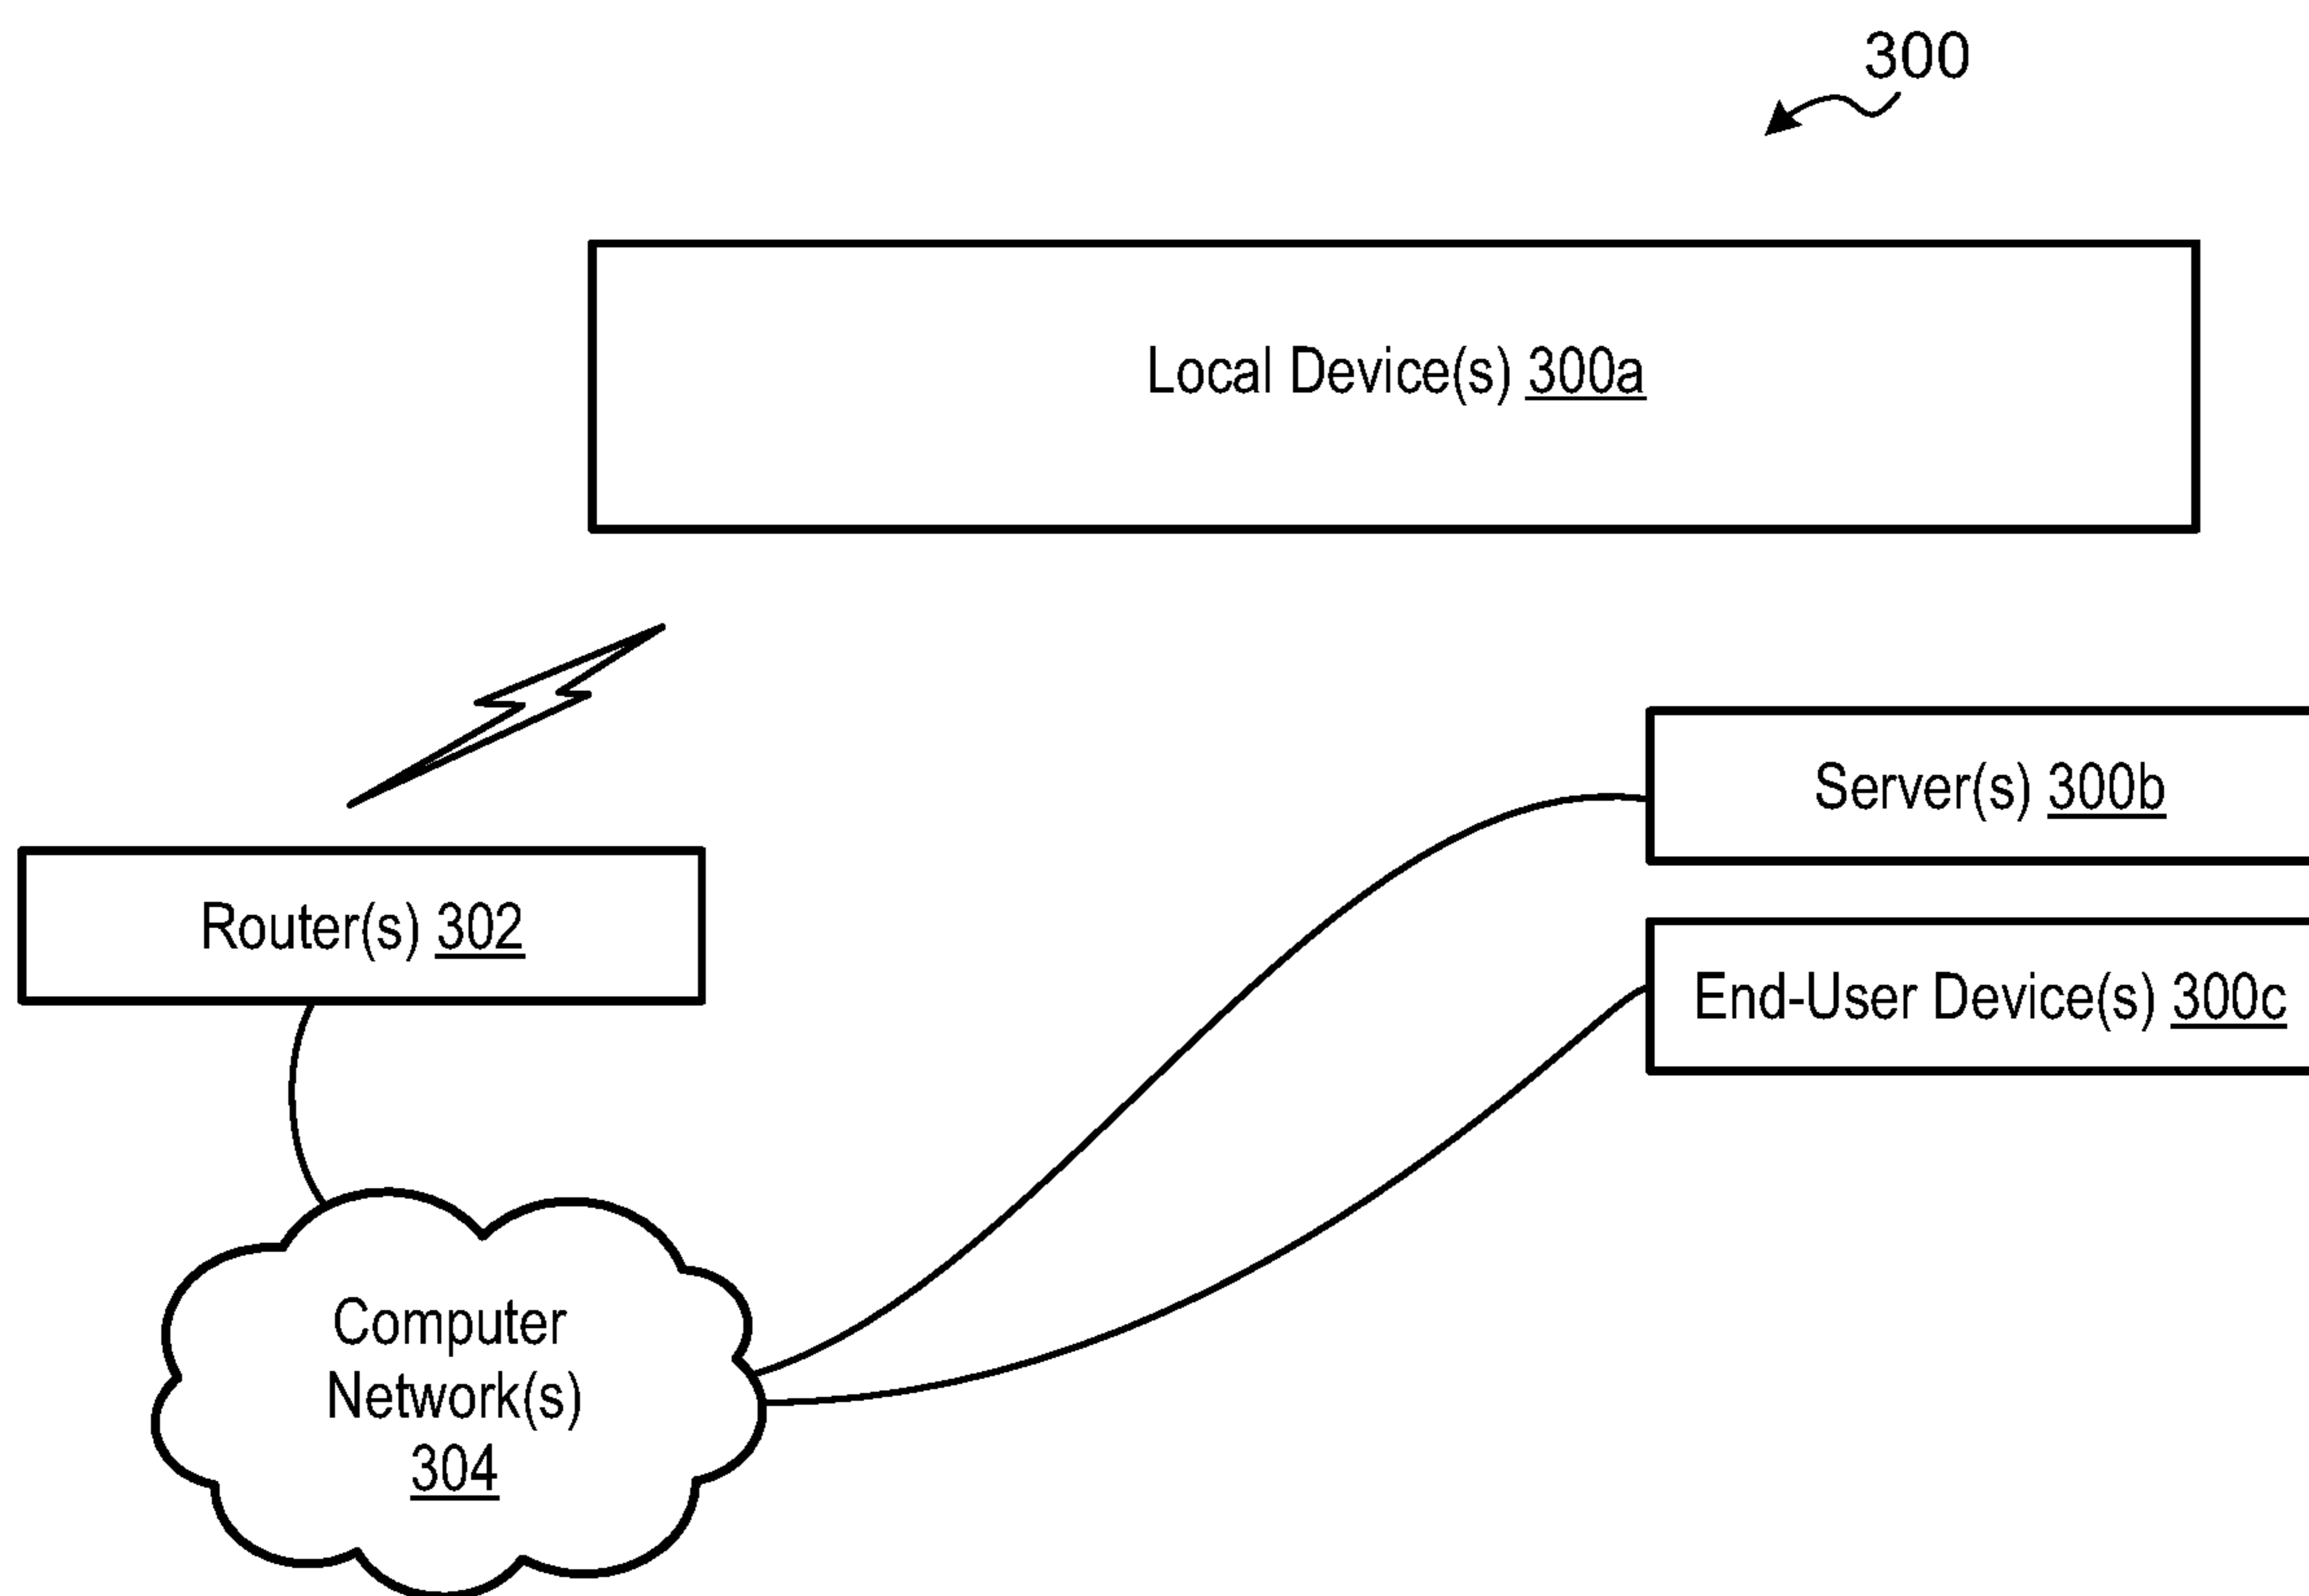 300
Local Device(s) 300a
Server(s) 300b
Router(s) 302
End-User Device(s) 300c
Computer
Network(s)
304